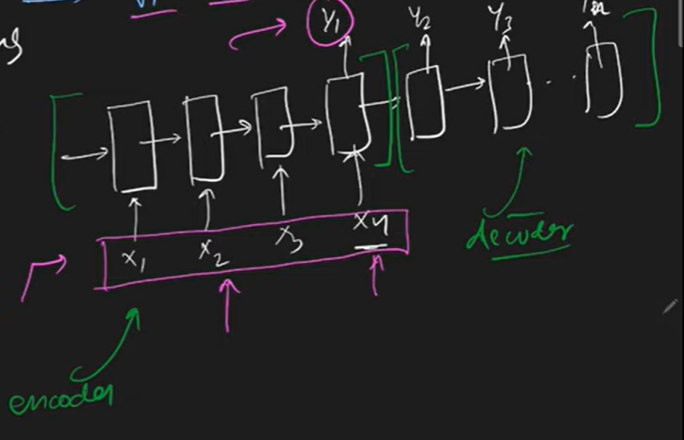 y₁ y₂ y₃
x₁ x₂ x₃ x₄
decoder
encoder